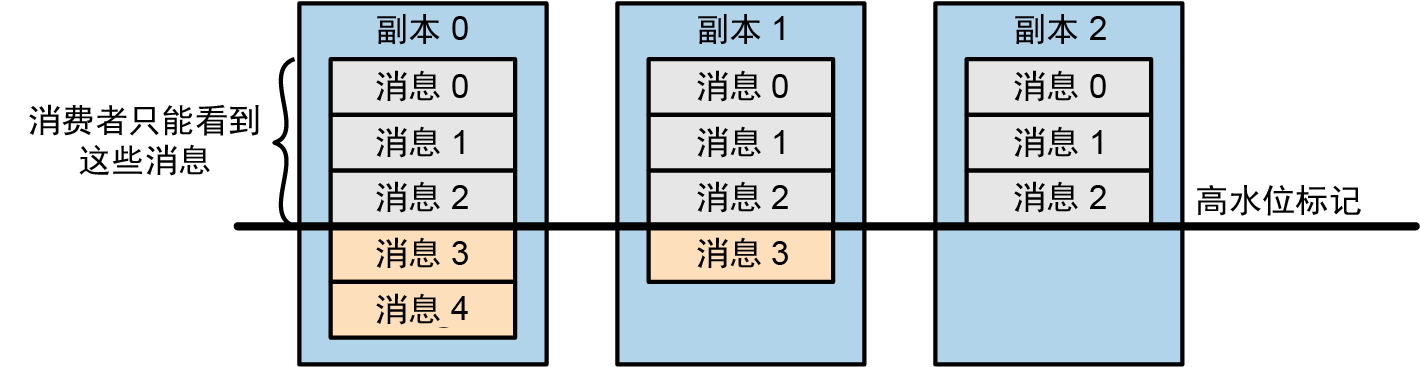 副本 0
副本 1
副本 2
消费者只能看到
这些消息
消息 0
消息 1
消息 2
消息 3
消息 4
消息 0
消息 1
消息 2
消息 3
消息 0
消息 1
消息 2
高水位标记